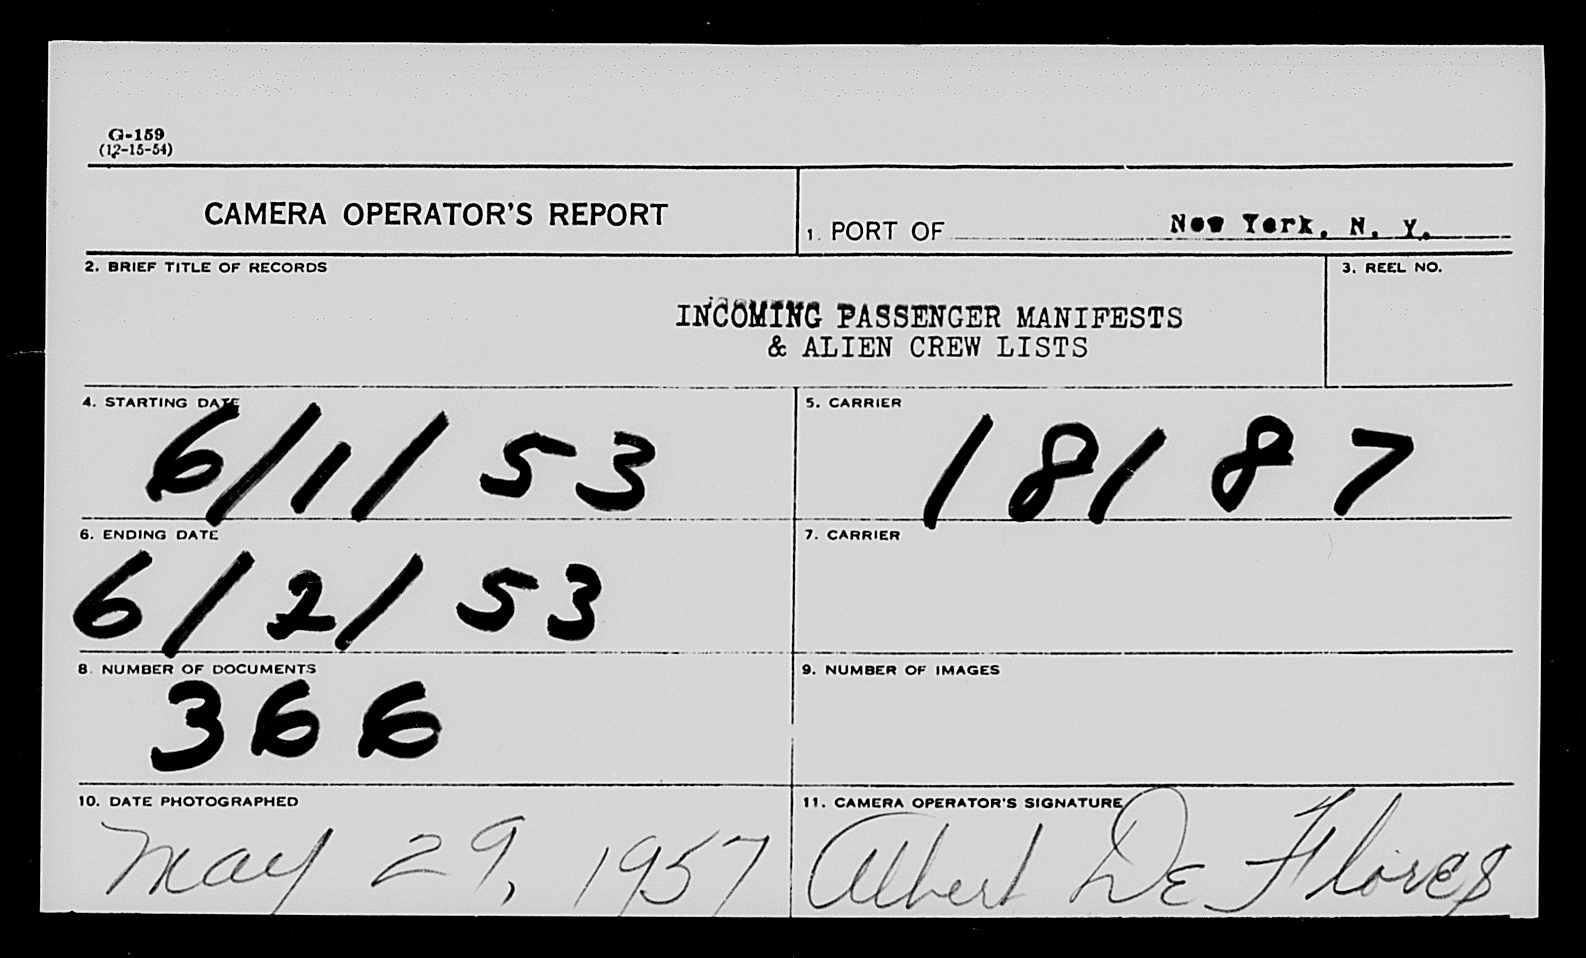 G-159
(12-15-54)
CAMERA OPERATOR'S REPORT
1. PORT OF New York, N. Y.
2. BRIEF TITLE OF RECORDS
INCOMING PASSENGER MANIFESTS
& ALIEN CREW LISTS
3. REEL NO.
4. STARTING DATE
6/1/53
5. CARRIER
18187
6. ENDING DATE
6/2/53
7. CARRIER
8. NUMBER OF DOCUMENTS
366
9. NUMBER OF IMAGES
10. DATE PHOTOGRAPHED
May 29, 1957
11. CAMERA OPERATOR'S SIGNATURE
Albert De Flores